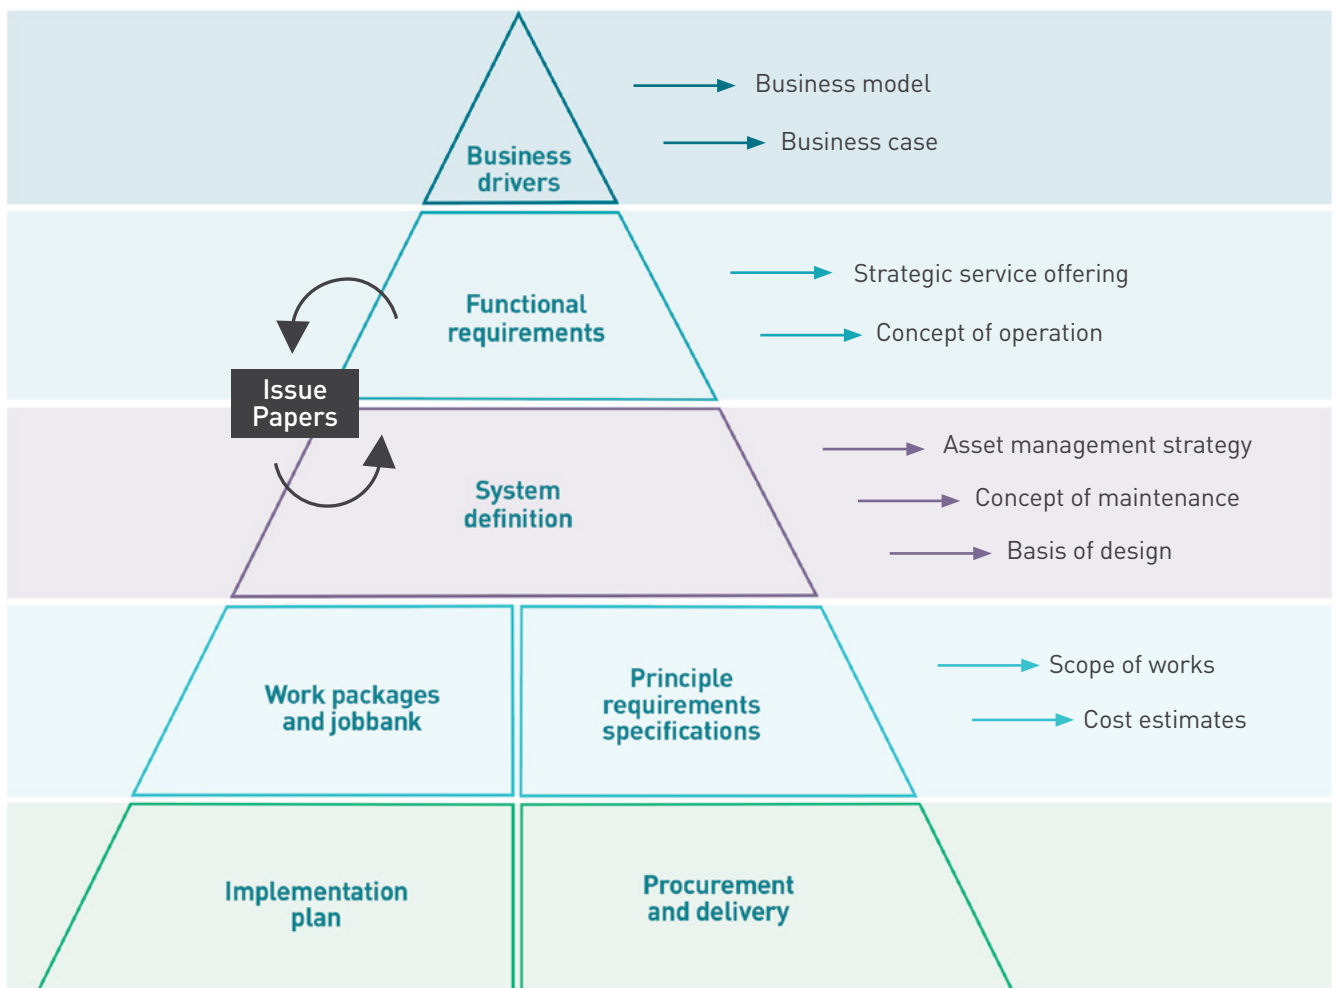 Business
drivers
Business model
Business case
Functional
requirements
Strategic service offering
Concept of operation
Issue
Papers
System
definition
Asset management strategy
Concept of maintenance
Basis of design
Work packages
and jobbank
Principle
requirements
specifications
Scope of works
Cost estimates
Implementation
plan
Procurement
and delivery